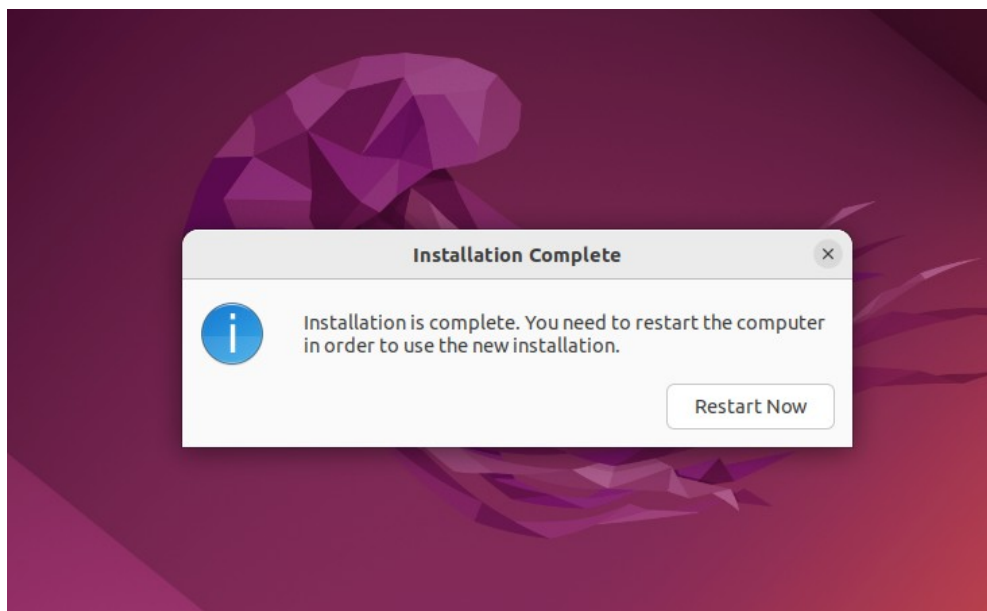 Installation Complete
Installation is complete. You need to restart the computer
in order to use the new installation.
Restart Now